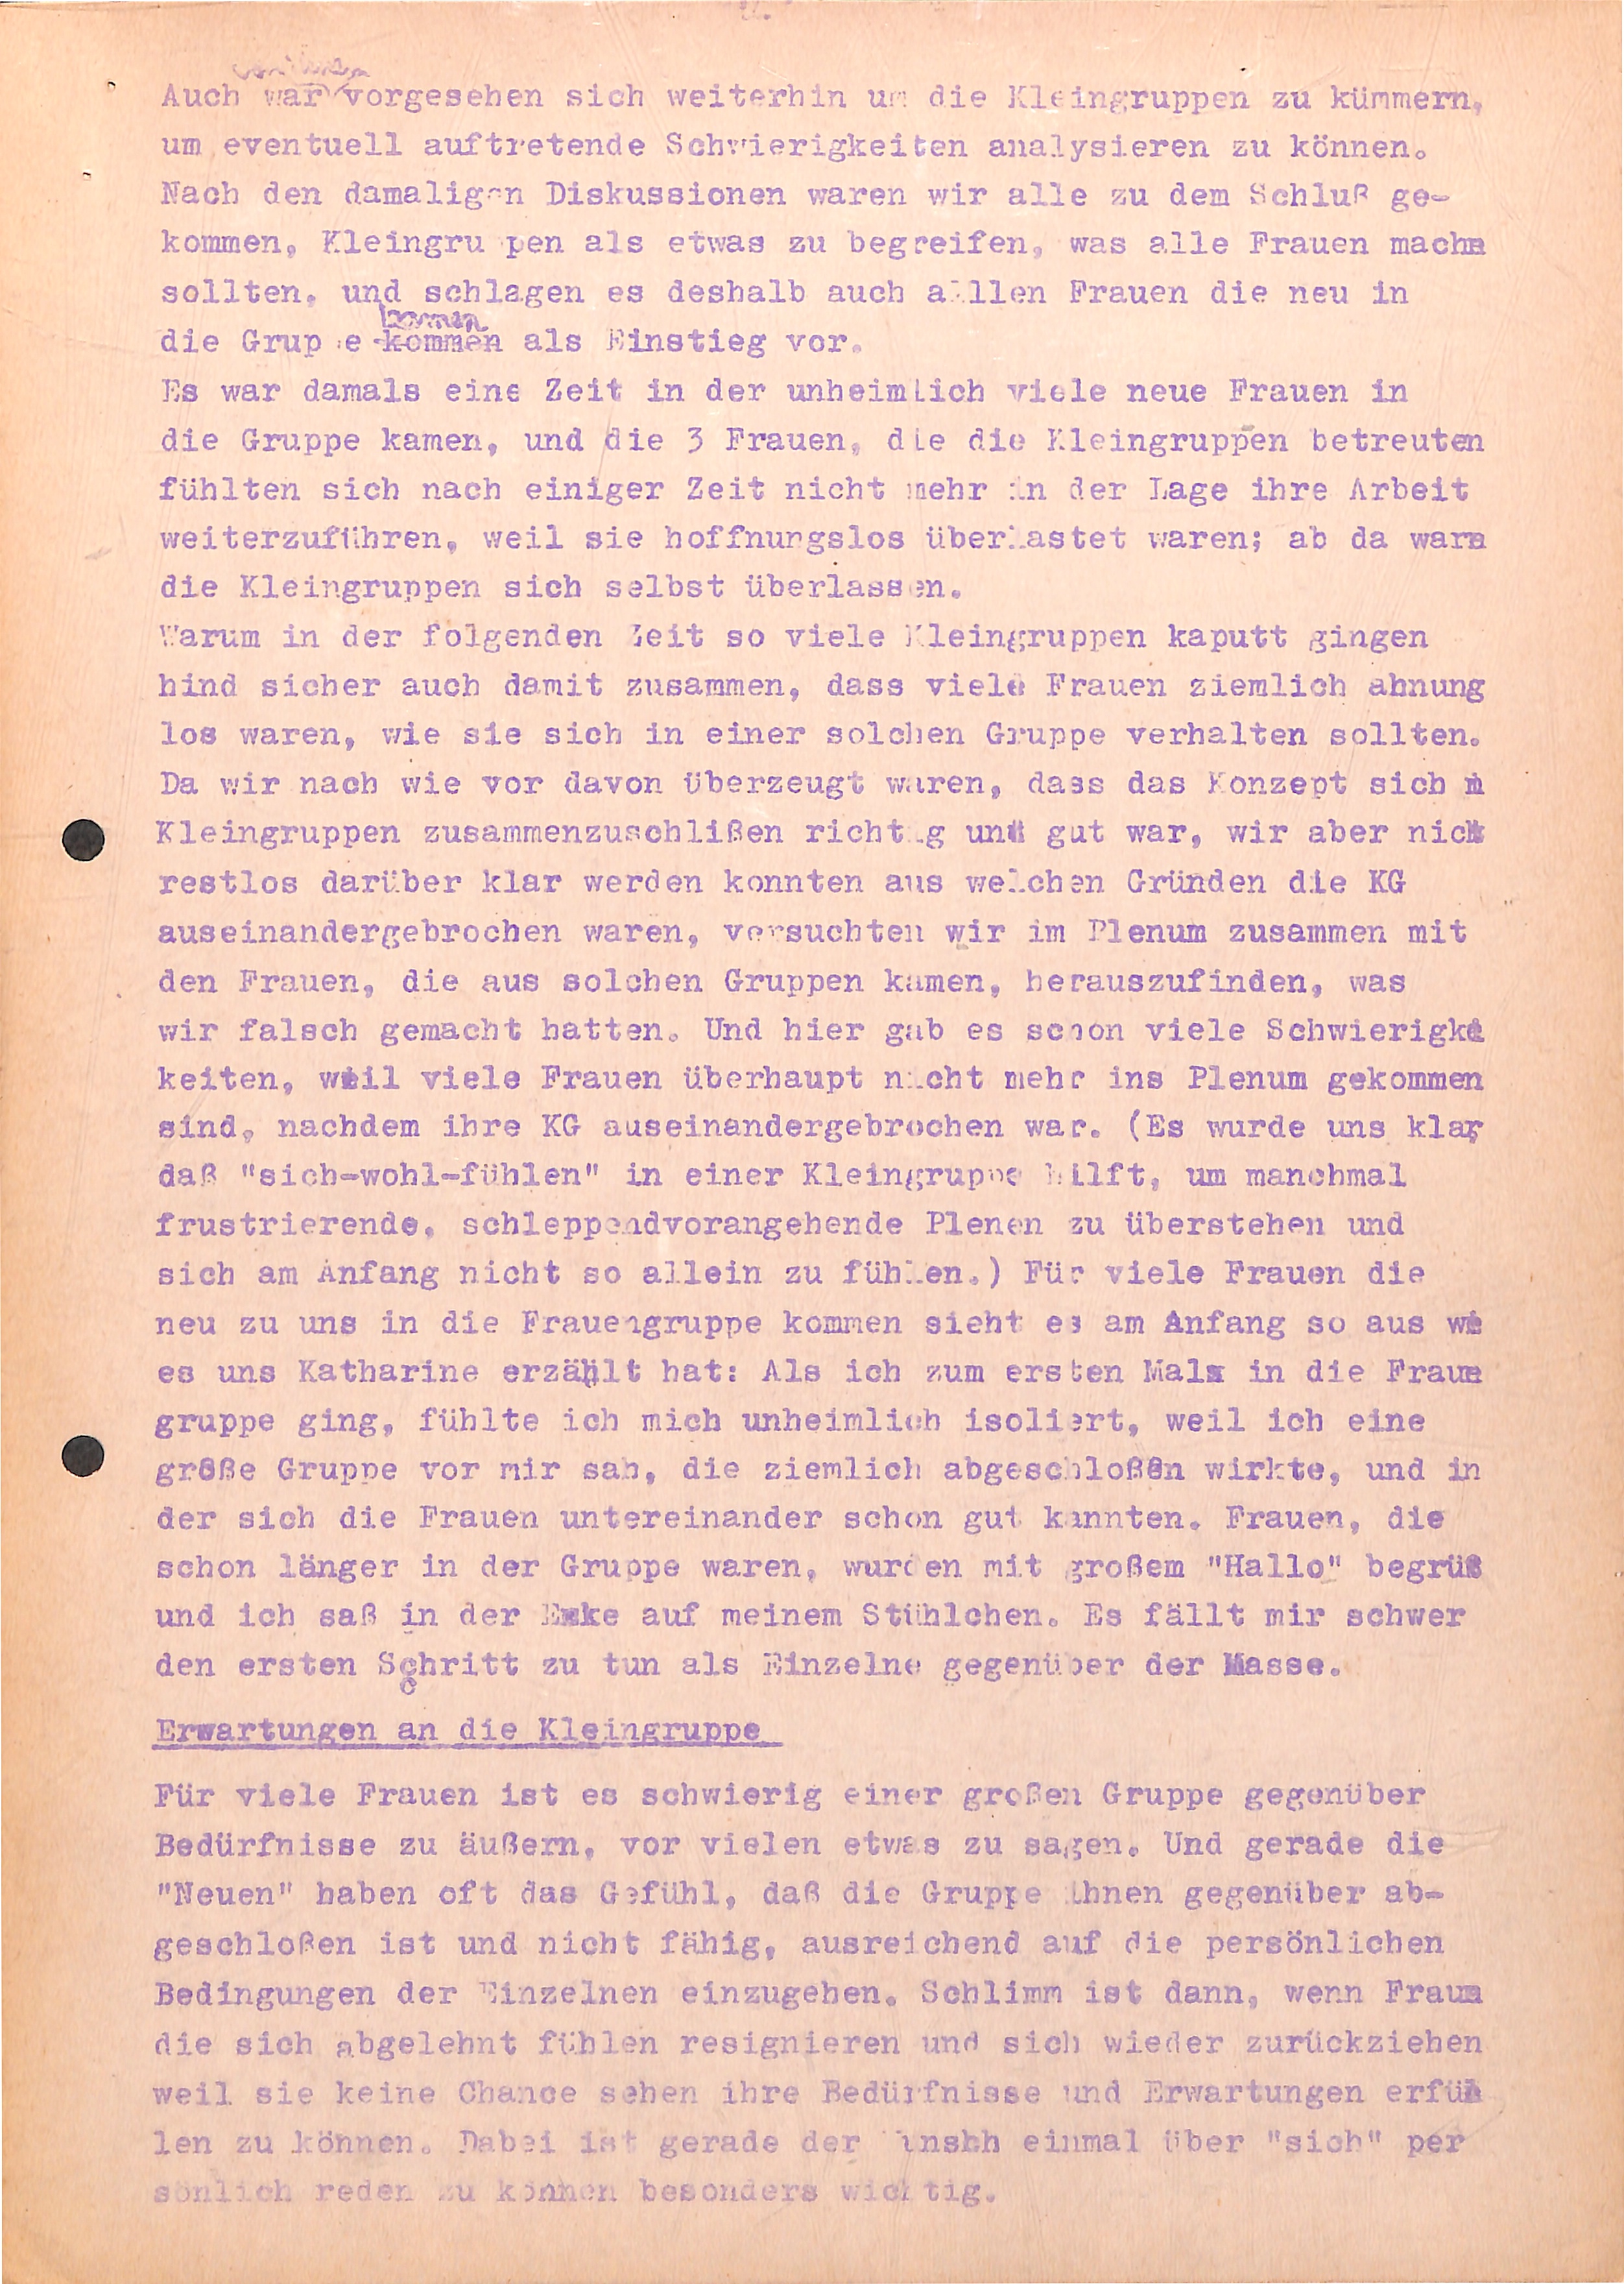 Auch war von ihnen vorgesehen sich weiterhin um die Kleingruppen zu kümmern,
um eventuell auftretende Schwierigkeiten analysieren zu können.
Nach den damaligen Diskussionen waren wir alle zu dem Schluß ge-
kommen, Kleingruppen als etwas zu begreifen, was alle Frauen machn
sollten, und schlagen es deshalb auch alllen Frauen die neu in
die Gruppe kommen als Einstieg vor.
Es war damals eine Zeit in der unheimlich viele neue Frauen in
die Gruppe kamen, und die 3 Frauen, die die Kleingruppen betreuten
fühlten sich nach einiger Zeit nicht mehr in der Lage ihre Arbeit
weiterzuführen, weil sie hoffnungslos überlastet waren; ab da warn
die Kleingruppen sich selbst überlassen.
Warum in der folgenden Zeit so viele Kleingruppen kaputt gingen
hind sicher auch damit zusammen, dass viele Frauen ziemlich ahnung
los waren, wie sie sich in einer solchen Gruppe verhalten sollten.
Da wir nach wie vor davon überzeugt waren, dass das Konzept sich in
Kleingruppen zusammenzuschlißen richtig und gut war, wir aber nicht
restlos darüber klar werden konnten aus welchen Gründen die KG
auseinandergebrochen waren, versuchten wir im Plenum zusammen mit
den Frauen, die aus solchen Gruppen kamen, herauszufinden, was
wir falsch gemacht hatten. Und hier gab es schon viele Schwierigkei
keiten, weil viele Frauen überhaupt nicht mehr ins Plenum gekommen
sind, nachdem ihre KG auseinandergebrochen war. (Es wurde uns klar,
daß "sich-wohl-fühlen" in einer Kleingruppe hilft, um manchmal
frustrierende, schleppendvorangehende Plenen zu überstehen und
sich am Anfang nicht so allein zu fühlen.) Für viele Frauen die
neu zu uns in die Frauengruppe kommen sieht es am Anfang so aus wie
es uns Katharine erzählt hat: Als ich zum ersten Mal in die Frauen
gruppe ging, fühlte ich mich unheimlich isoliert, weil ich eine
große Gruppe vor mir sah, die ziemlich abgeschloßen wirkte, und in
der sich die Frauen untereinander schon gut kannten. Frauen, die
schon länger in der Gruppe waren, wurden mit großem "Hallo" begrüßt
und ich saß in der Ecke auf meinem Stühlchen. Es fällt mir schwer
den ersten Schritt zu tun als Einzelne gegenüber der Masse.
Erwartungen an die Kleingruppe
Für viele Frauen ist es schwierig einer großen Gruppe gegenüber
Bedürfnisse zu äußern, vor vielen etwas zu sagen. Und gerade die
"Neuen" haben oft das Gefühl, daß die Gruppe ihnen gegenüber ab-
geschloßen ist und nicht fähig, ausreichend auf die persönlichen
Bedingungen der Einzelnen einzugehen. Schlimm ist dann, wenn Frauen
die sich abgelehnt fühlen resignieren und sich wieder zurückziehen
weil sie keine Chance sehen ihre Bedürfnisse und Erwartungen erfül
len zu können. Dabei ist gerade der einmal über "sich" per
sönlich reden zu können besonders wichtig.